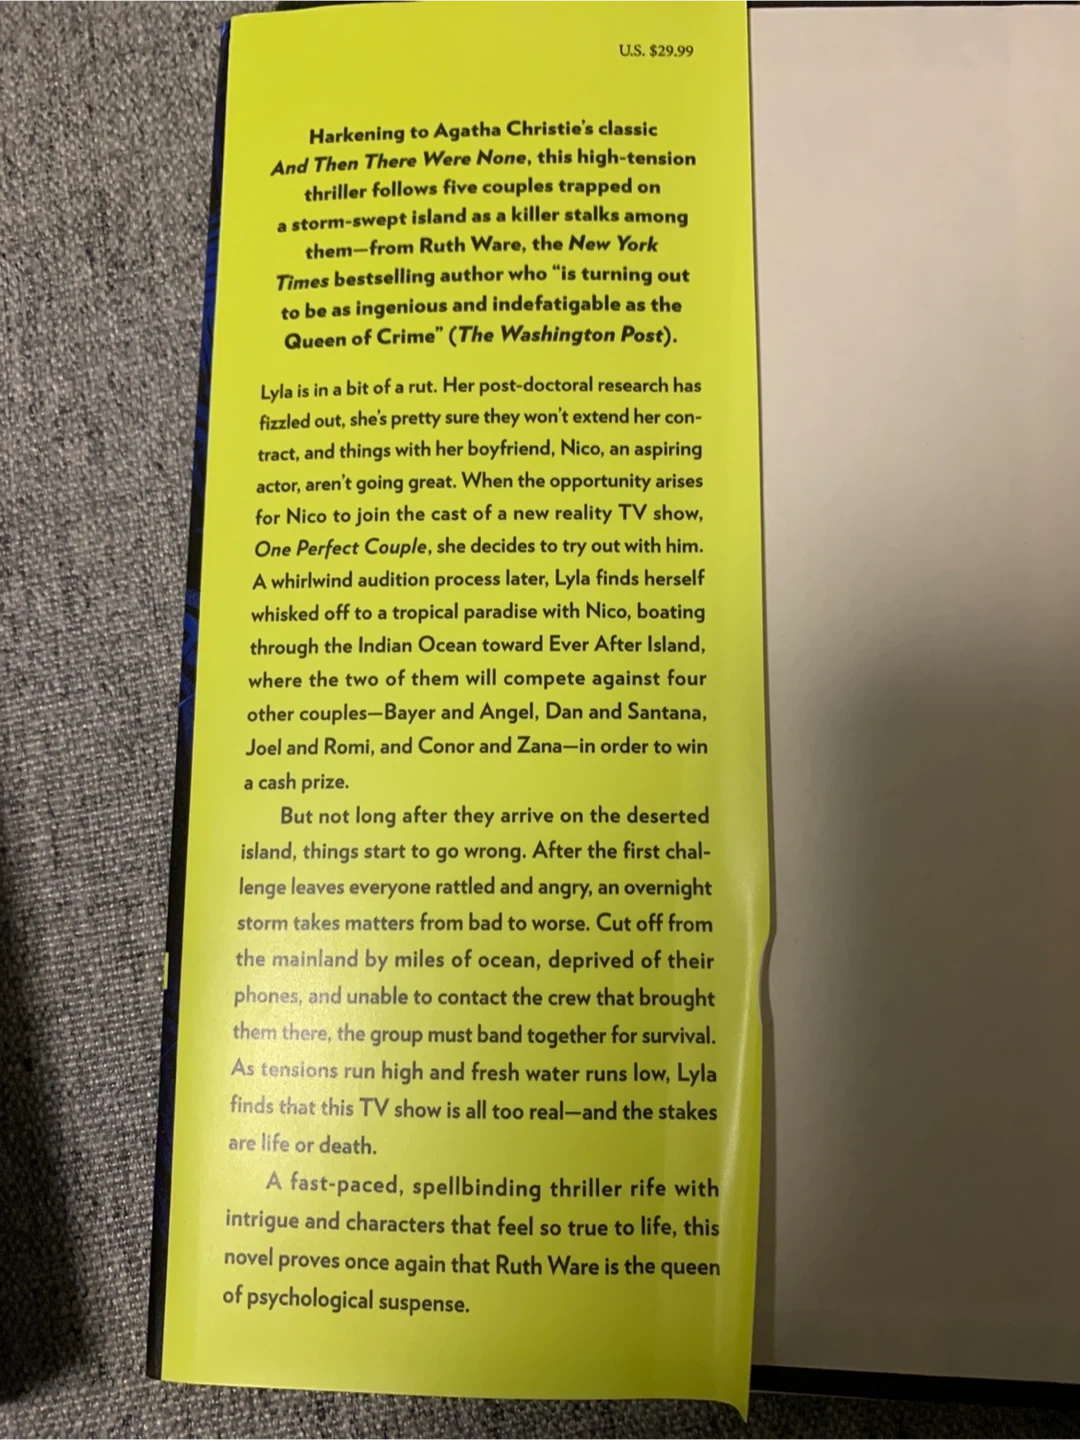 U.S. $29.99
Harkening to Agatha Christie's classic
And Then There Were None, this high-tension
thriller follows five couples trapped on
a storm-swept island as a killer stalks among
them—from Ruth Ware, the New York
Times bestselling author who “is turning out
to be as ingenious and indefatigable as the
Queen of Crime” (The Washington Post).
Lyla is in a bit of a rut. Her post-doctoral research has
fizzled out, she's pretty sure they won't extend her con-
tract, and things with her boyfriend, Nico, an aspiring
actor, aren't going great. When the opportunity arises
for Nico to join the cast of a new reality TV show,
One Perfect Couple, she decides to try out with him.
A whirlwind audition process later, Lyla finds herself
whisked off to a tropical paradise with Nico, boating
through the Indian Ocean toward Ever After Island,
where the two of them will compete against four
other couples—Bayer and Angel, Dan and Santana,
Joel and Romi, and Conor and Zana—in order to win
a cash prize.
But not long after they arrive on the deserted
island, things start to go wrong. After the first chal-
lenge leaves everyone rattled and angry, an overnight
storm takes matters from bad to worse. Cut off from
the mainland by miles of ocean, deprived of their
phones, and unable to contact the crew that brought
them there, the group must band together for survival.
As tensions run high and fresh water runs low, Lyla
finds that this TV show is all too real—and the stakes
are life or death.
A fast-paced, spellbinding thriller rife with
intrigue and characters that feel so true to life, this
novel proves once again that Ruth Ware is the queen
of psychological suspense.